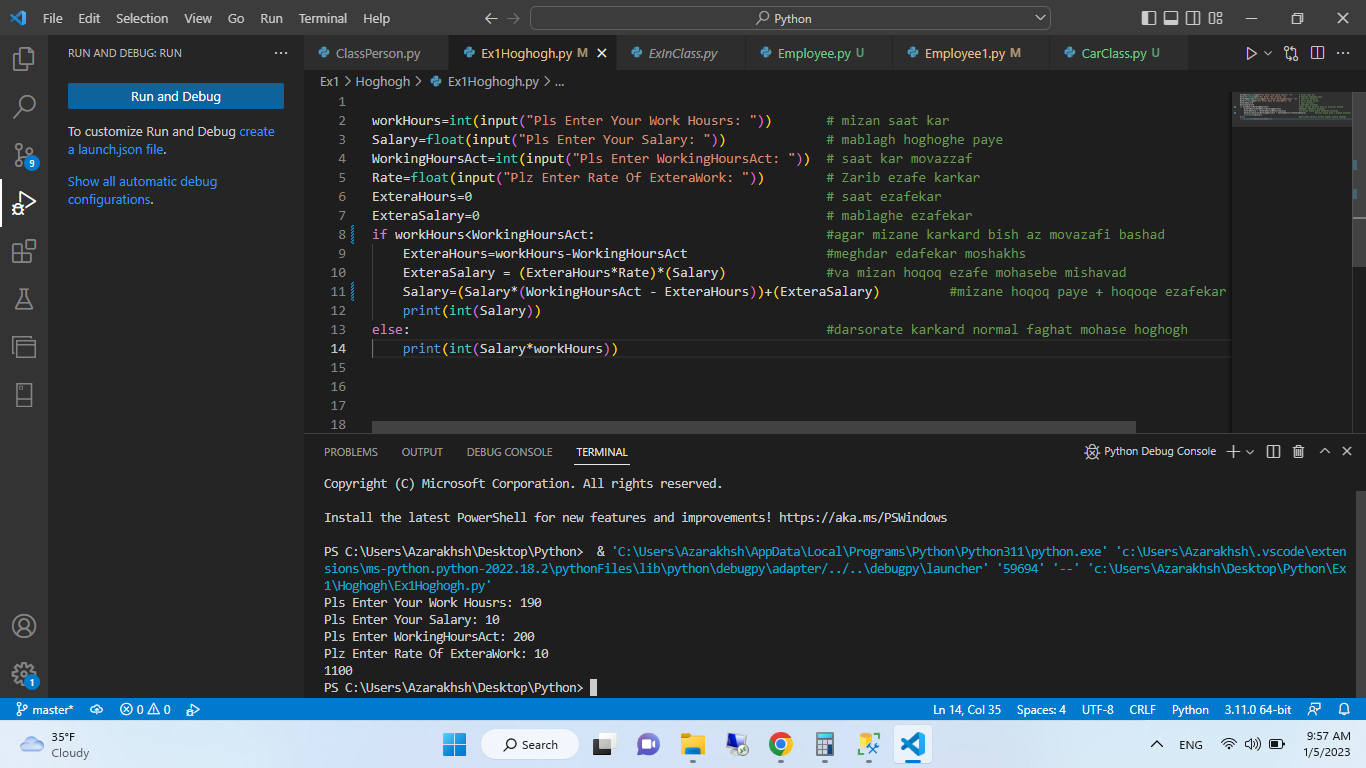 File Edit Selection View Go Run Terminal Help
Python
RUN AND DEBUG: RUN
Run and Debug
To customize Run and Debug create
a launch.json file.
Show all automatic debug
configurations.
9
1
ClassPerson.py Ex1Hoghogh.py M ExInClass.py Employee.py U Employee1.py M CarClass.py U
Ex1 > Hoghogh > Ex1Hoghogh.py > ...
1
2 workHours=int(input("Pls Enter Your Work Housrs: ")) # mizan saat kar
3 Salary=float(input("Pls Enter Your Salary: ")) # mablagh hoghoghe paye
4 WorkingHoursAct=int(input("Pls Enter WorkingHoursAct: ")) # saat kar movazzaf
5 Rate=float(input("Plz Enter Rate Of ExteraWork: ")) # Zarib ezafe karkar
6 ExteraHours=0 # saat ezafekar
7 ExteraSalary=0 # mablaghe ezafekar
8 if workHours<WorkingHoursAct: #agar mizane karkard bish az movazafi bashad
9 ExteraHours=workHours-WorkingHoursAct #meghdar edafekar moshakhs
10 ExteraSalary = (ExteraHours*Rate)*(Salary) #va mizan hoqoq ezafe mohasebe mishavad
11 Salary=(Salary*(WorkingHoursAct - ExteraHours))+(ExteraSalary) #mizane hoqoq paye + hoqoqe ezafekar
12 print(int(Salary))
13 else: #darsorate karkard normal faghat mohase hoghogh
14 print(int(Salary*workHours))
15
16
17
18
PROBLEMS OUTPUT DEBUG CONSOLE TERMINAL
Python Debug Console
Copyright (C) Microsoft Corporation. All rights reserved.
Install the latest PowerShell for new features and improvements! https://aka.ms/PSWindows
PS C:\Users\Azarakhsh\Desktop\Python> & 'C:\Users\Azarakhsh\AppData\Local\Programs\Python\Python311\python.exe' 'c:\Users\Azarakhsh\.vscode\exten
sions\ms-python.python-2022.18.2\pythonFiles\lib\python\debugpy\adapter/../..\debugpy\launcher' '59694' '--' 'c:\Users\Azarakhsh\Desktop\Python\Ex
1\Hoghogh\Ex1Hoghogh.py'
Pls Enter Your Work Housrs: 190
Pls Enter Your Salary: 10
Pls Enter WorkingHoursAct: 200
Plz Enter Rate Of ExteraWork: 10
1100
PS C:\Users\Azarakhsh\Desktop\Python>
master* 0 0 Ln 14, Col 35 Spaces: 4 UTF-8 CRLF Python 3.11.0 64-bit
35°F
Cloudy
Search
ENG
9:57 AM
1/5/2023